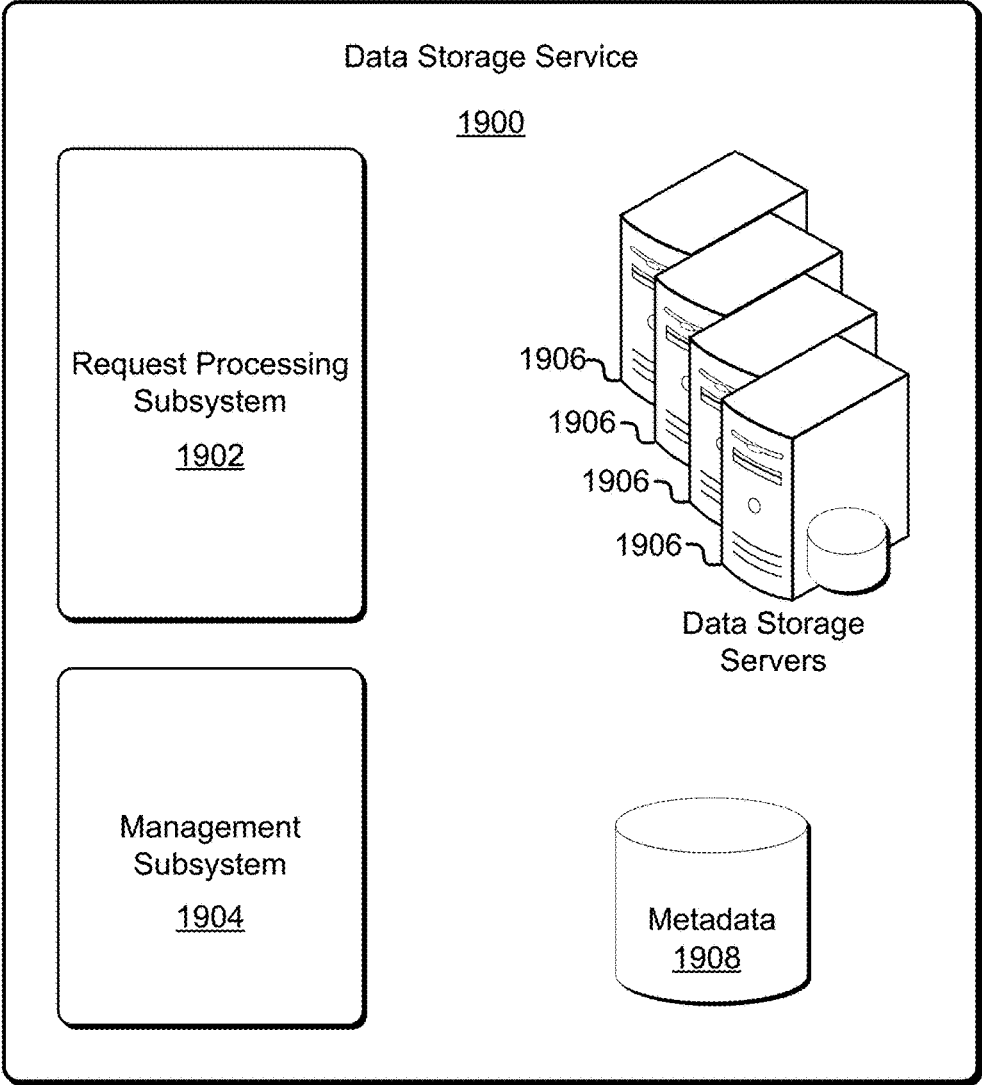 Data Storage Service
1900
Request Processing
Subsystem
1902
1906
1906
1906
1906
Data Storage
Servers
Management
Subsystem
1904
Metadata
1908